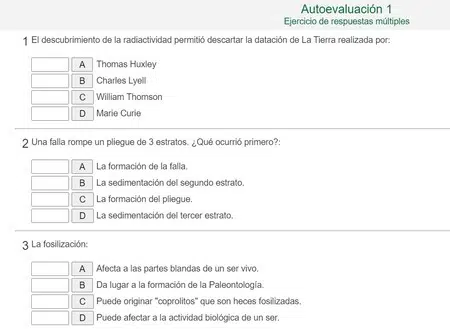 Autoevaluación 1
Ejercicio de respuestas múltiples
1 El descubrimiento de la radiactividad permitió descartar la datación de La Tierra realizada por:
A Thomas Huxley
B Charles Lyell
C William Thomson
D Marie Curie
2 Una falla rompe un pliegue de 3 estratos. ¿Qué ocurrió primero?:
A La formación de la falla.
B La sedimentación del segundo estrato.
C La formación del pliegue.
D La sedimentación del tercer estrato.
3 La fosilización:
A Afecta a las partes blandas de un ser vivo.
B Da lugar a la formación de la Paleontología.
C Puede originar "coprolitos" que son heces fosilizadas.
D Puede afectar a la actividad biológica de un ser.